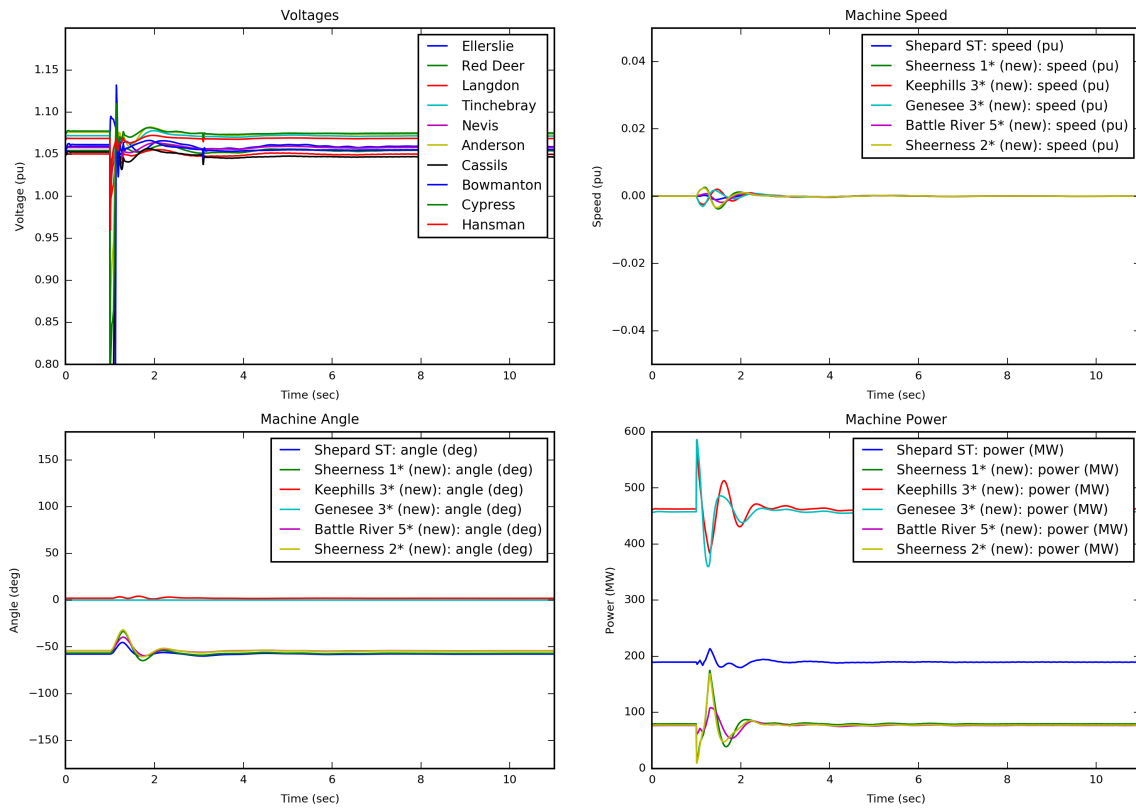 Voltages
1.15
1.10
1.05
1.00
0.95
0.90
0.85
0.80
Voltage (pu)
Ellerslie
Red Deer
Langdon
Tinchebray
Nevis
Anderson
Cassils
Bowmanton
Cypress
Hansman
0 2 4 6 8 10
Time (sec)
Machine Speed
0.04
0.02
0.00
−0.02
−0.04
Speed (pu)
Shepard ST: speed (pu)
Sheerness 1* (new): speed (pu)
Keephills 3* (new): speed (pu)
Genesee 3* (new): speed (pu)
Battle River 5* (new): speed (pu)
Sheerness 2* (new): speed (pu)
0 2 4 6 8 10
Time (sec)
Machine Angle
150
100
50
0
−50
−100
−150
Angle (deg)
Shepard ST: angle (deg)
Sheerness 1* (new): angle (deg)
Keephills 3* (new): angle (deg)
Genesee 3* (new): angle (deg)
Battle River 5* (new): angle (deg)
Sheerness 2* (new): angle (deg)
0 2 4 6 8 10
Time (sec)
Machine Power
600
500
400
300
200
100
0
Power (MW)
Shepard ST: power (MW)
Sheerness 1* (new): power (MW)
Keephills 3* (new): power (MW)
Genesee 3* (new): power (MW)
Battle River 5* (new): power (MW)
Sheerness 2* (new): power (MW)
0 2 4 6 8 10
Time (sec)